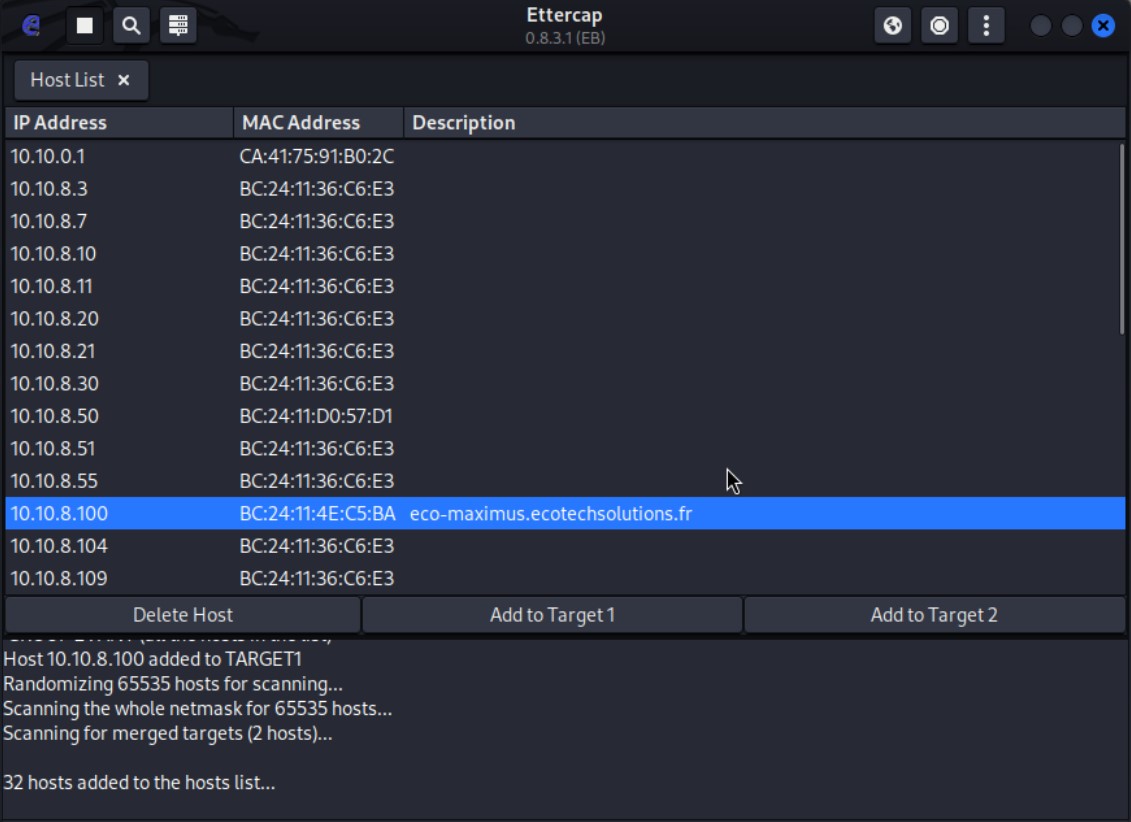 Ettercap
0.8.3.1 (EB)
Host List ×
IP Address MAC Address Description
10.10.0.1 CA:41:75:91:B0:2C
10.10.8.3 BC:24:11:36:C6:E3
10.10.8.7 BC:24:11:36:C6:E3
10.10.8.10 BC:24:11:36:C6:E3
10.10.8.11 BC:24:11:36:C6:E3
10.10.8.20 BC:24:11:36:C6:E3
10.10.8.21 BC:24:11:36:C6:E3
10.10.8.30 BC:24:11:36:C6:E3
10.10.8.50 BC:24:11:D0:57:D1
10.10.8.51 BC:24:11:36:C6:E3
10.10.8.55 BC:24:11:36:C6:E3
10.10.8.100 BC:24:11:4E:C5:BA eco-maximus.ecotechsolutions.fr
10.10.8.104 BC:24:11:36:C6:E3
10.10.8.109 BC:24:11:36:C6:E3
Delete Host Add to Target 1 Add to Target 2
(all the hosts in the list)
Host 10.10.8.100 added to TARGET1
Randomizing 65535 hosts for scanning...
Scanning the whole netmask for 65535 hosts...
Scanning for merged targets (2 hosts)...
32 hosts added to the hosts list...